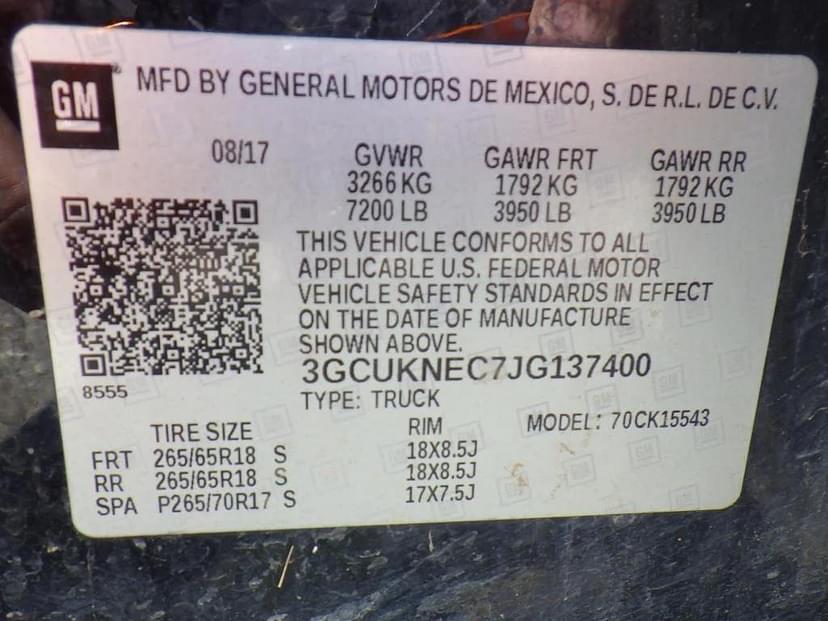 GM
MFD BY GENERAL MOTORS DE MEXICO, S. DE R.L. DE C.V.
08/17 GVWR GAWR FRT GAWR RR
3266 KG 1792 KG 1792 KG
7200 LB 3950 LB 3950 LB
THIS VEHICLE CONFORMS TO ALL
APPLICABLE U.S. FEDERAL MOTOR
VEHICLE SAFETY STANDARDS IN EFFECT
ON THE DATE OF MANUFACTURE
SHOWN ABOVE.
8555
3GCUKNEC7JG137400
TYPE: TRUCK
TIRE SIZE RIM MODEL: 70CK15543
FRT 265/65R18 S 18X8.5J
RR 265/65R18 S 18X8.5J
SPA P265/70R17 S 17X7.5J